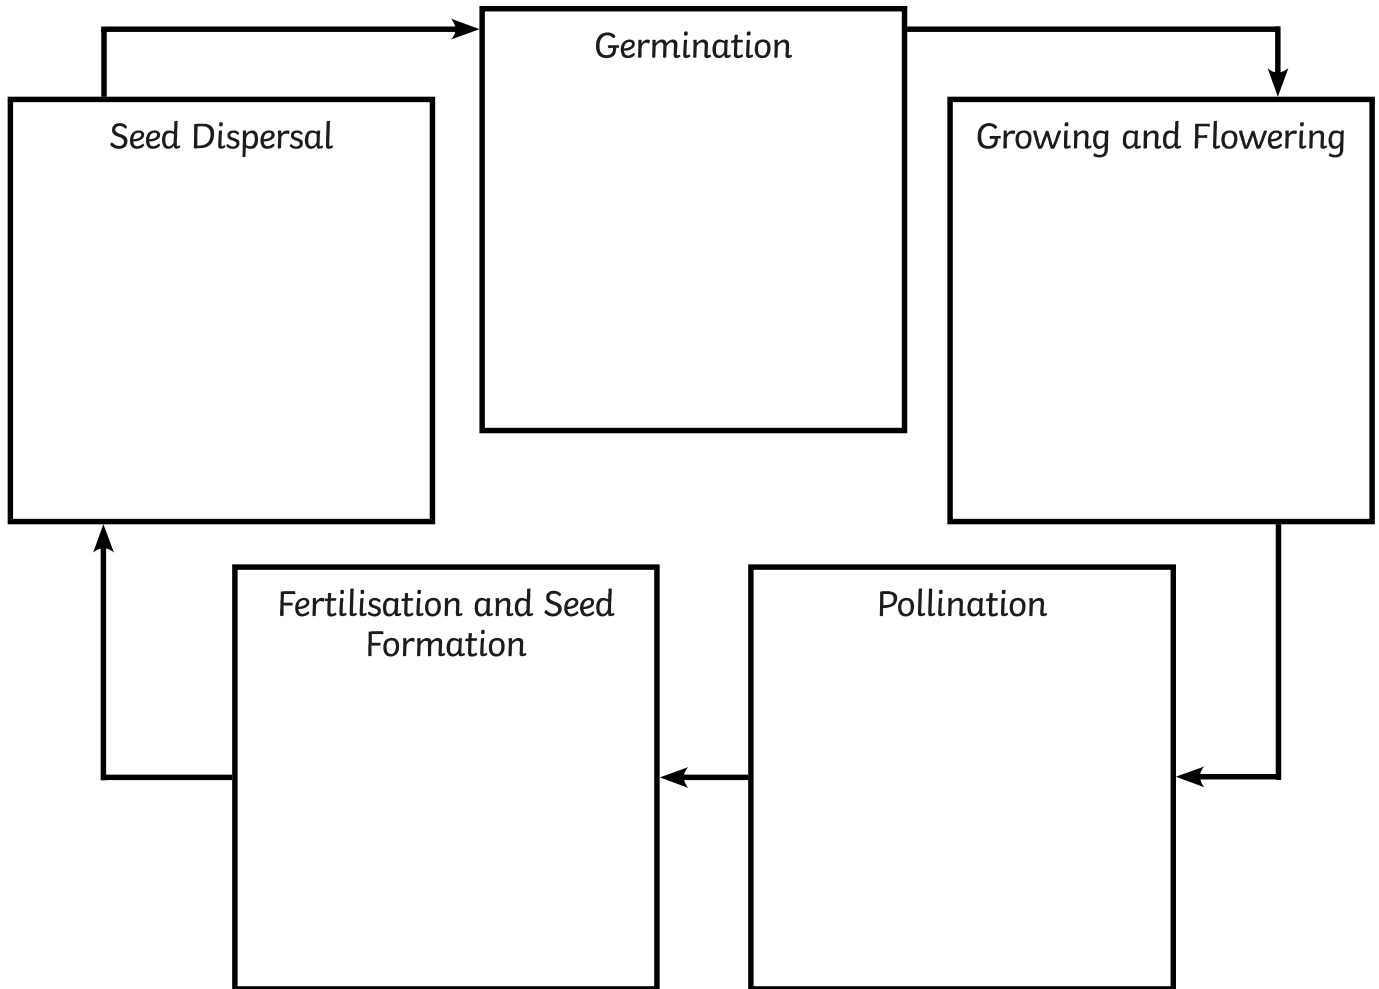 Germination
Seed Dispersal
Growing and Flowering
Fertilisation and Seed
Formation
Pollination